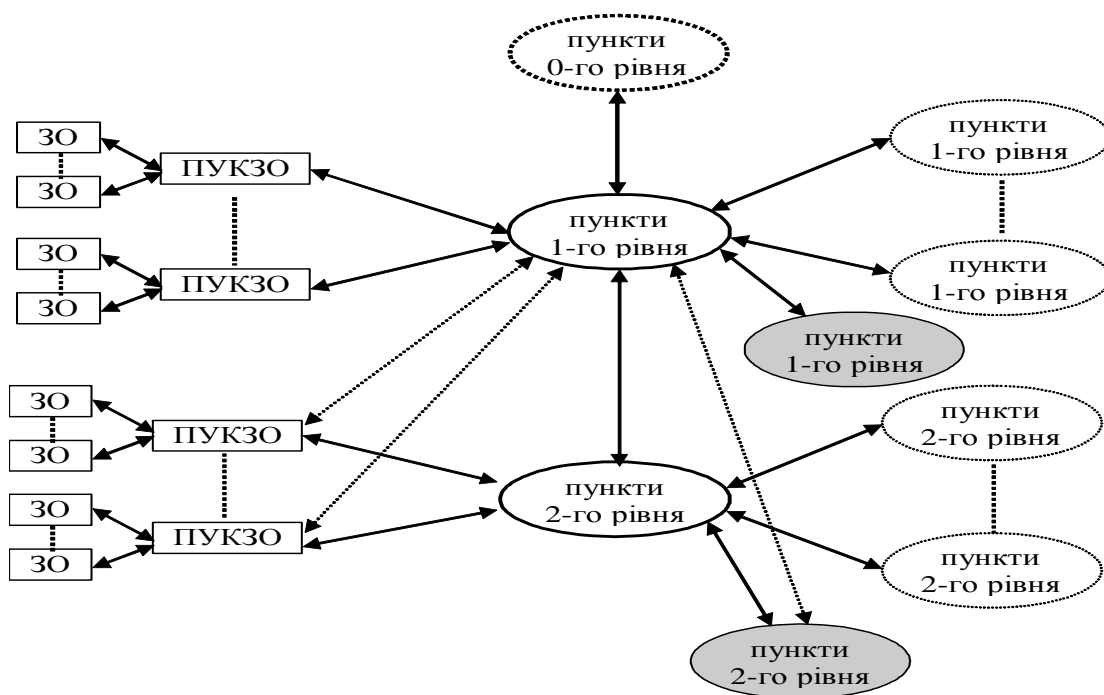 пункти
0-го рівня
ЗО
ЗО
ПУКЗО
ЗО
ЗО
ПУКЗО
пункти
1-го рівня
пункти
1-го рівня
пункти
1-го рівня
пункти
1-го рівня
ЗО
ЗО
ПУКЗО
ЗО
ЗО
ПУКЗО
пункти
2-го рівня
пункти
2-го рівня
пункти
2-го рівня
пункти
2-го рівня